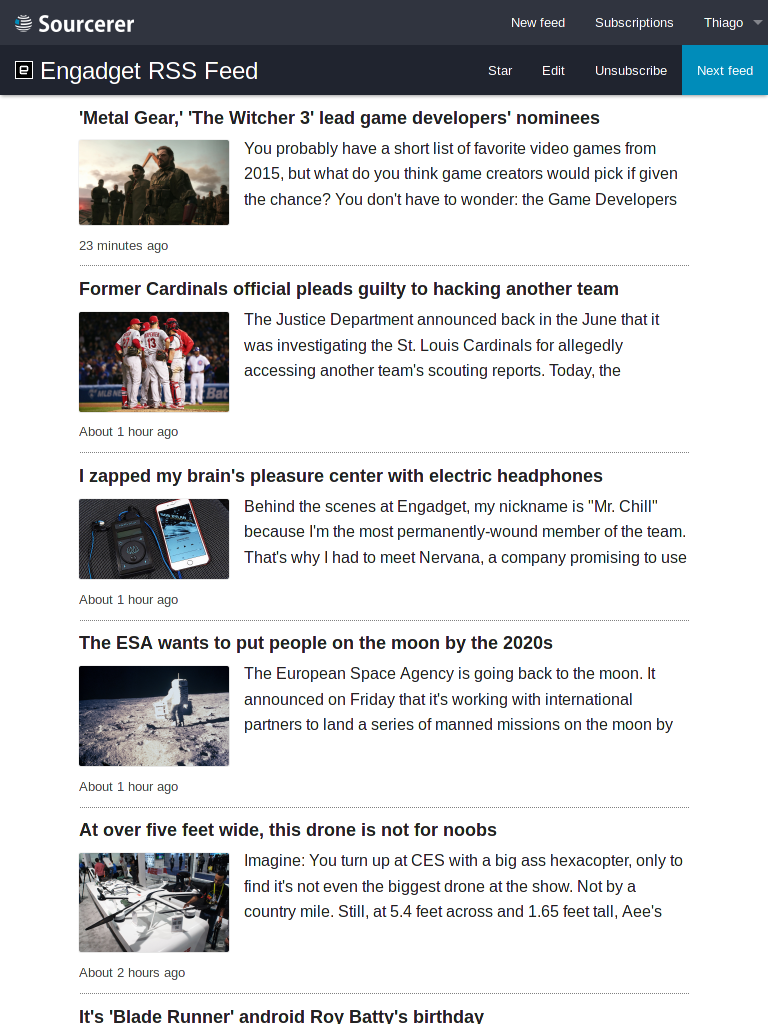 Sourcerer
New feed Subscriptions Thiago
Engadget RSS Feed
Star Edit Unsubscribe Next feed
'Metal Gear,' 'The Witcher 3' lead game developers' nominees
You probably have a short list of favorite video games from
2015, but what do you think game creators would pick if given
the chance? You don't have to wonder: the Game Developers
23 minutes ago
Former Cardinals official pleads guilty to hacking another team
The Justice Department announced back in the June that it
was investigating the St. Louis Cardinals for allegedly
accessing another team's scouting reports. Today, the
About 1 hour ago
I zapped my brain's pleasure center with electric headphones
Behind the scenes at Engadget, my nickname is "Mr. Chill"
because I'm the most permanently-wound member of the team.
That's why I had to meet Nervana, a company promising to use
About 1 hour ago
The ESA wants to put people on the moon by the 2020s
The European Space Agency is going back to the moon. It
announced on Friday that it's working with international
partners to land a series of manned missions on the moon by
About 1 hour ago
At over five feet wide, this drone is not for noobs
Imagine: You turn up at CES with a big ass hexacopter, only to
find it's not even the biggest drone at the show. Not by a
country mile. Still, at 5.4 feet across and 1.65 feet tall, Aee's
About 2 hours ago
It's 'Blade Runner' android Roy Batty's birthday